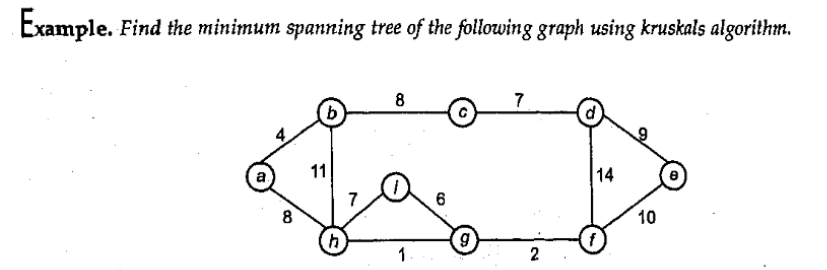 Example. Find the minimum spanning tree of the following graph using kruskals algorithm.
8
7
b
c
d
4
9
a
11
7
I
6
14
e
8
10
h
g
f
1
2